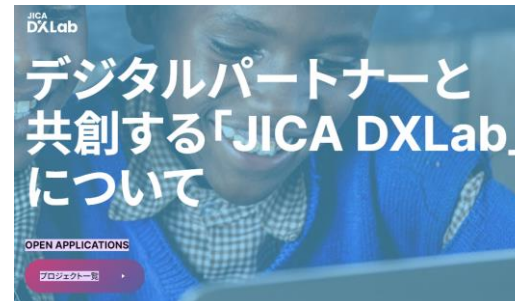 JICA
DXLab
デジタルパートナーと
共創する「JICA DXLab」
について
OPEN APPLICATIONS
プロジェクト一覧